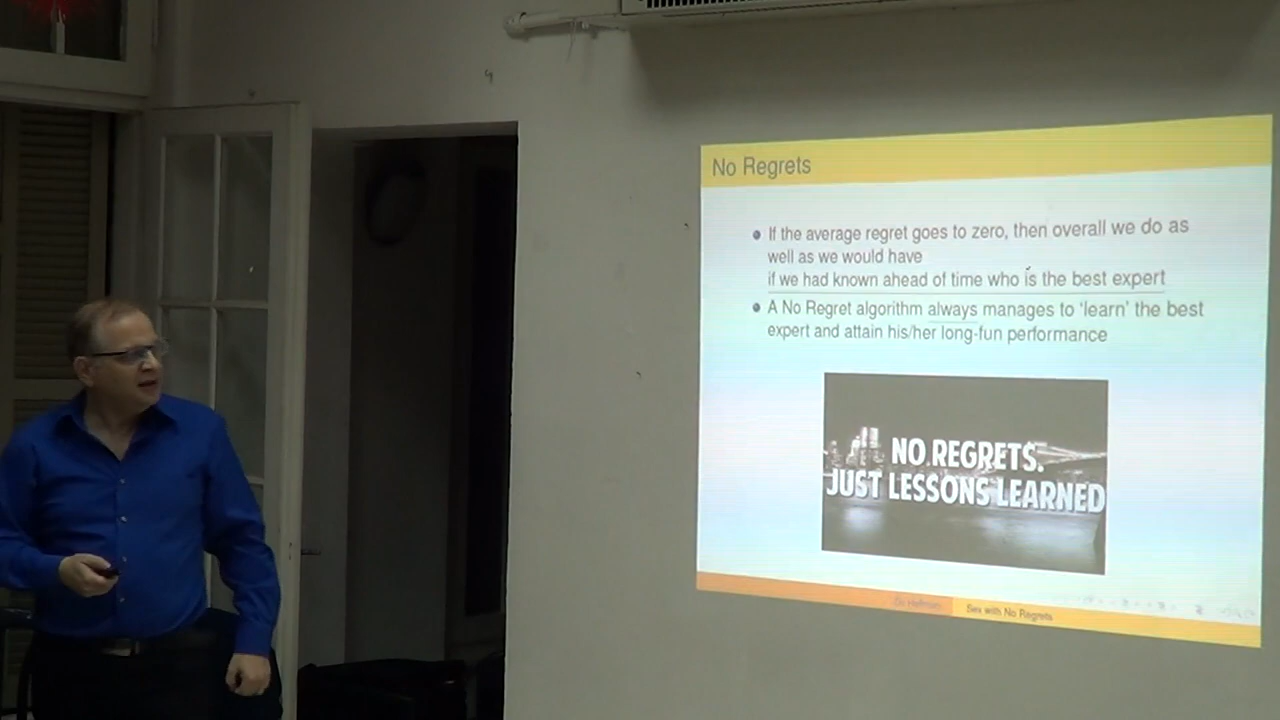 No Regrets
If the average regret goes to zero, then overall we do as
well as we would have
if we had known ahead of time who is the best expert
A No Regret algorithm always manages to 'learn' the best
expert and attain his/her long-fun performance
NO REGRETS.
JUST LESSONS LEARNED
Sex with No Regrets